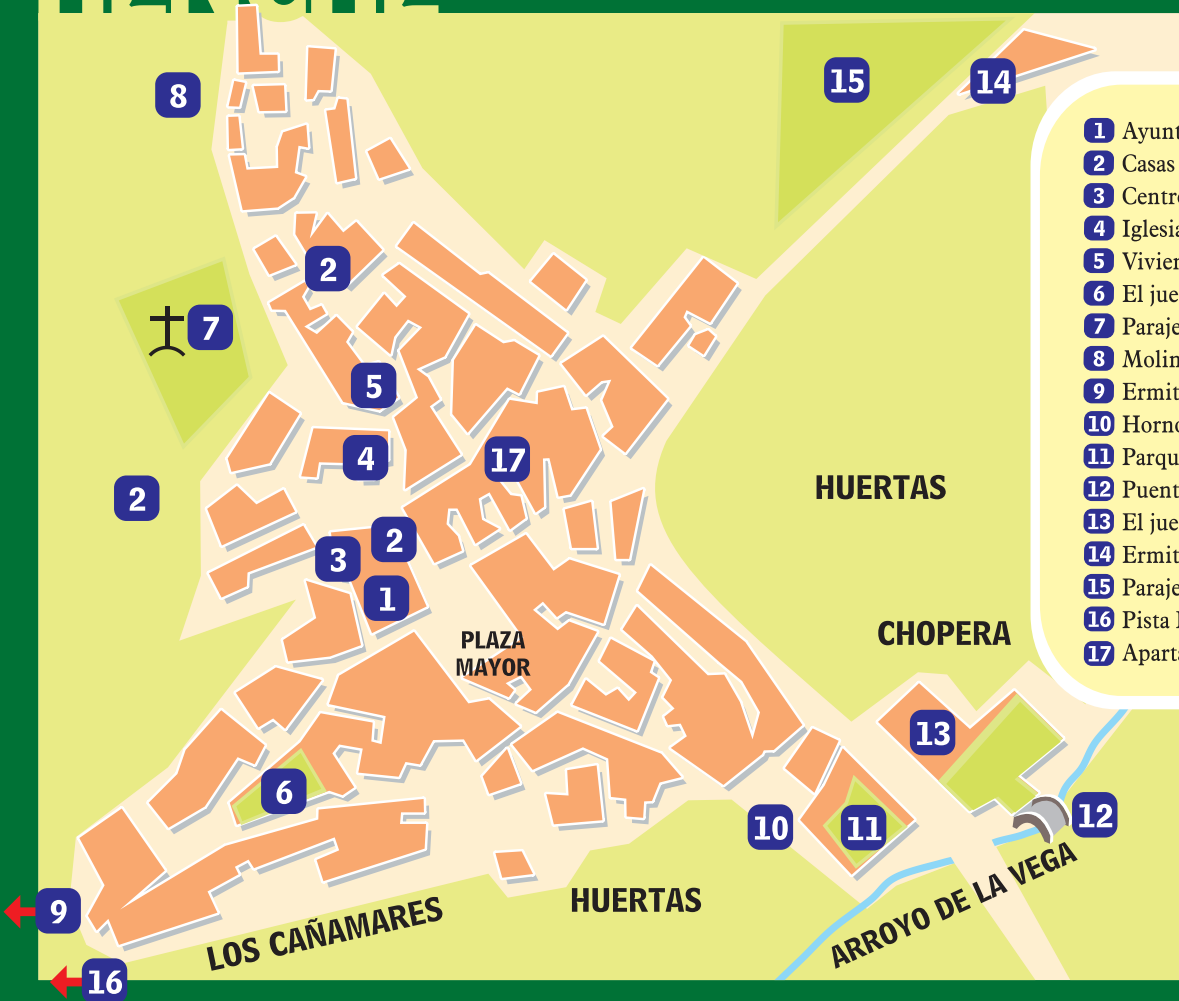 15
14
8
1 Ayunt
2 Casas
3 Centro
4 Iglesia
5 Vivien
6 El jue
7 Paraje
8 Molin
9 Ermit
10 Horno
11 Parqu
12 Puent
13 El jue
14 Ermit
15 Paraje
16 Pista
17 Aparta
2
7
5
4
17
2
HUERTAS
3
2
1
PLAZA
MAYOR
CHOPERA
13
6
10
11
12
HUERTAS
9
LOS CAÑAMARES
ARROYO DE LA VEGA
16